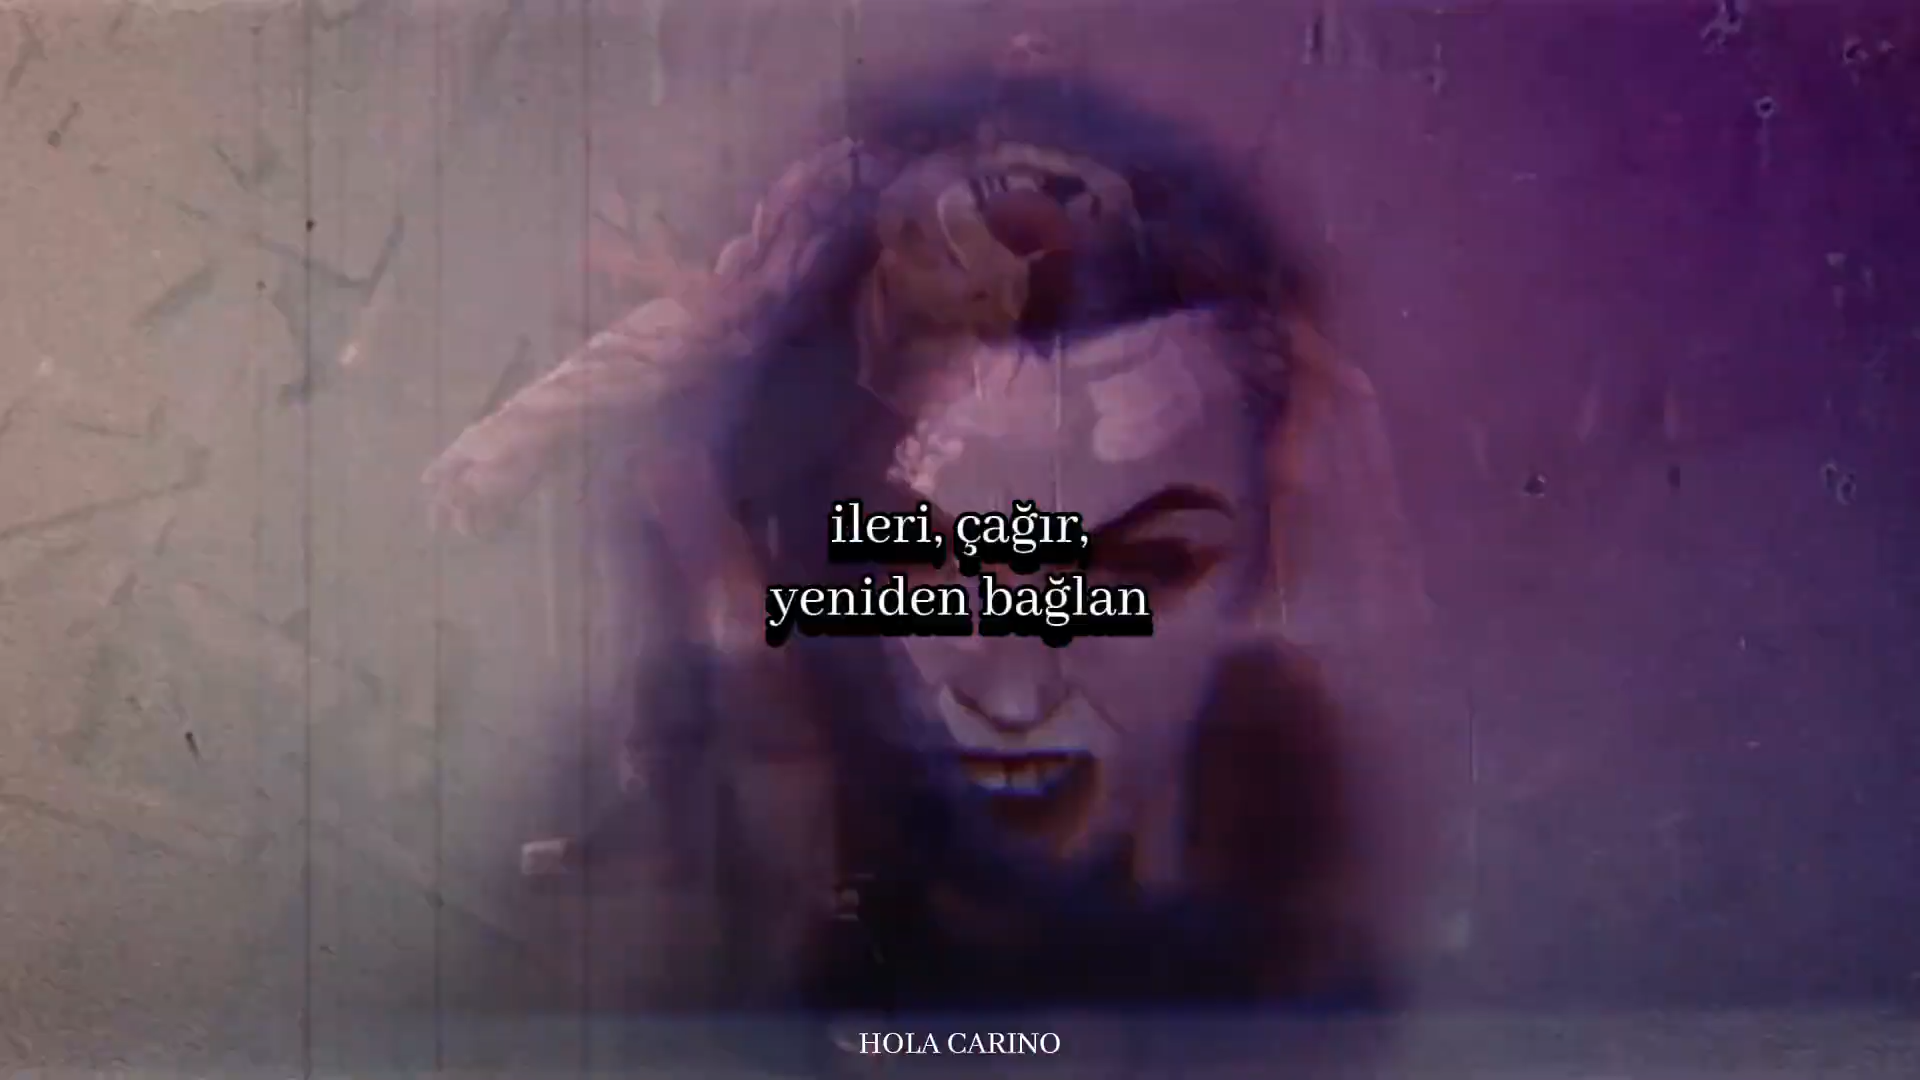 ileri, çağır,
yeniden bağlan
HOLA CARINO